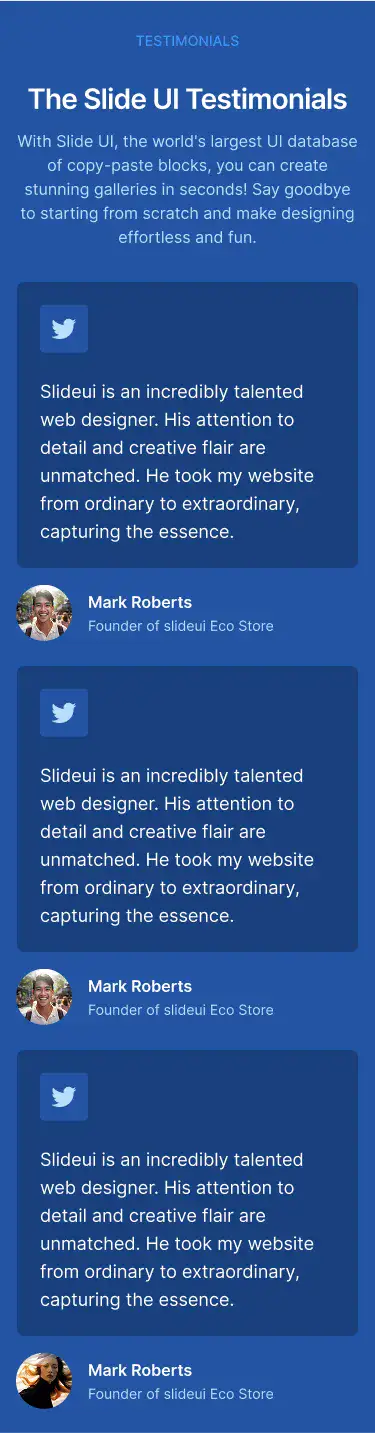 TESTIMONIALS
The Slide UI Testimonials
With Slide UI, the world's largest UI database
of copy-paste blocks, you can create
stunning galleries in seconds! Say goodbye
to starting from scratch and make designing
effortless and fun.
Slideui is an incredibly talented
web designer. His attention to
detail and creative flair are
unmatched. He took my website
from ordinary to extraordinary,
capturing the essence.
Mark Roberts
Founder of slideui Eco Store
Slideui is an incredibly talented
web designer. His attention to
detail and creative flair are
unmatched. He took my website
from ordinary to extraordinary,
capturing the essence.
Mark Roberts
Founder of slideui Eco Store
Slideui is an incredibly talented
web designer. His attention to
detail and creative flair are
unmatched. He took my website
from ordinary to extraordinary,
capturing the essence.
Mark Roberts
Founder of slideui Eco Store